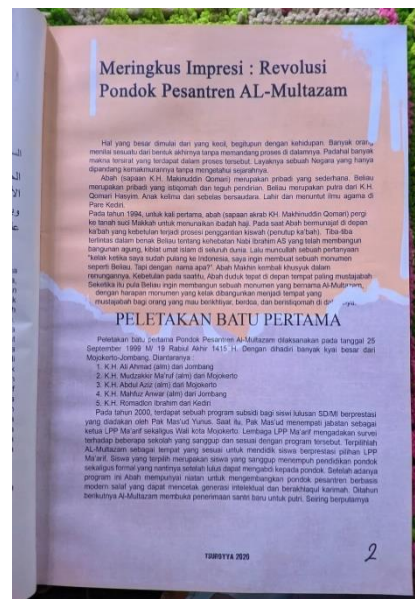 Meringkus Impresi : Revolusi
Pondok Pesantren AL-Multazam
Hal yang besar dimulai dari yang kecil, begitupun dengan kehidupan. Banyak orang
menilai sesuatu dari bentuk akhirnya tanpa memandang proses di dalamnya. Padahal banyak
makna tersirat yang terdapat dalam proses tersebut. Layaknya sebuah Negara yang hanya
dipandang kemakmurannya tanpa mengetahui sejarahnya.
Abah (sapaan K.H. Makinuddin Qomari) merupakan pribadi yang sederhana. Beliau
merupakan pribadi yang istiqomah dan teguh pendirian. Beliau merupakan putra dari K.H.
Qomari Hasyim. Anak kelima dari sebelas bersaudara. Lahir dan menuntut ilmu agama di
Pare Kediri.
Pada tahun 1994, untuk kali pertama, abah (sapaan akrab KH. Makhinuddin Qomari) pergi
ke tanah suci Makkah untuk menunaikan ibadah haji. Pada saat Abah bermunajat di depan
ka'bah yang kebetulan terjadi prosesi penggantian kiswah (penutup ka'bah). Tiba-tiba
terlintas dalam benak Beliau tentang kehebatan Nabi Ibrahim AS yang telah membangun
bangunan agung, kiblat umat islam di seluruh dunia. Lalu muncullah sebuah pertanyaan
"kelak ketika saya sudah pulang ke Indonesia, saya ingin membuat sebuah monumen
seperti Beliau. Tapi dengan nama apa?". Abah Makhin kembali khusyuk dalam
renungannya. Kebetulan pada saat itu, Abah duduk tepat di depan tempat paling mustajabah
Seketika itu pula Beliau ingin membangun sebuah monumen yang bernama Al-Multazam,
dengan harapan monumen yang kelak dibangunkan menjadi tempat yang
mustajabah bagi orang yang mau berikhtiar, berdoa, dan beristiqomah di
PELETAKAN BATU PERTAMA
Peletakan batu pertama Pondok Pesantren Al-Multazam dilaksanakan pada tanggal 25
September 1999 M/ 19 Rabiul Akhir 1415 H. Dengan dihadiri banyak kyai besar dari
Mojokerto-Jombang. Diantaranya :
1. K.H. Ali Ahmad (alm) dari Jombang
2. K.H. Mudzakkir Ma'ruf (alm) dari Mojokerto
3. K.H. Abdul Aziz (alm) dari Mojokerto
4. K.H. Mahfuz Anwar (alm) dari Jombang
5. K.H. Romadlon Ibrahim dari Kediri
Pada tahun 2000, terdapat sebuah program subsidi bagi siswi lulusan SD/MI berprestasi
yang diadakan oleh Pak Mas'ud Yunus. Saat itu, Pak Mas'ud menempati jabatan sebagai
ketua LPP Ma'arif sekaligus Wali kota Mojokerto. Lembaga LPP Ma'arif mengadakan survei
terhadap beberapa sekolah yang sanggup dan sesuai dengan program tersebut. Terpilihlah
AL-Multazam sebagai tempat yang sesuai untuk mendidik siswa berprestasi pilihan LPP
Ma'arif. Siswa yang terpilih merupakan siswa yang sanggup menempuh pendidikan pondok
sekaligus formal yang nantinya setelah lulus dapat mengabdi kepada pondok. Setelah adanya
program ini Abah mempunyai niatan untuk mengembangkan pondok pesantren berbasis
modern salaf yang dapat mencetak generasi intelektual dan berakhlaqul karimah. Ditahun
berikutnya Al-Multazam membuka penerimaan santri baru untuk putri. Seiring berputarnya
TSUROYYA 2020
2